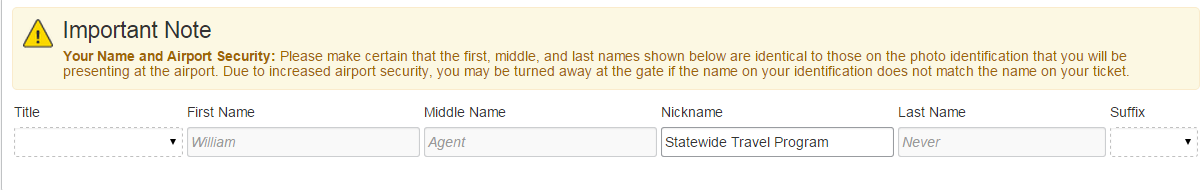 Important Note
Your Name and Airport Security: Please make certain that the first, middle, and last names shown below are identical to those on the photo identification that you will be
presenting at the airport. Due to increased airport security, you may be turned away at the gate if the name on your identification does not match the name on your ticket.
Title First Name Middle Name Nickname Last Name Suffix
William Agent Statewide Travel Program Never